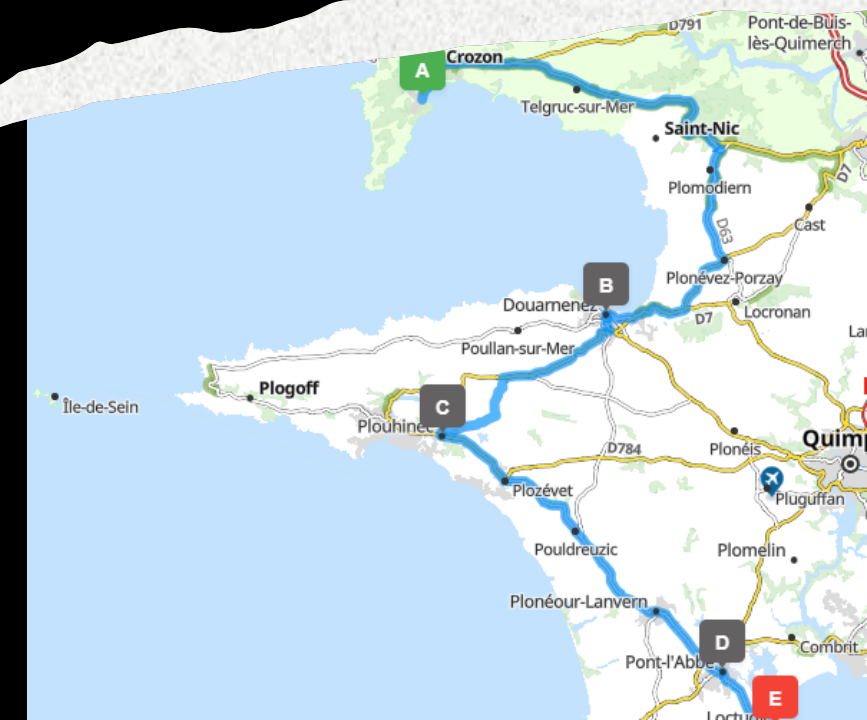 D791
Pont-de-Buis-
lès-Quimerch
A
Crozon
Telgruc-sur-Mer
Saint-Nic
D7
Plomodiern
Cast
D63
Plonévez-Porzay
B
Douarnenez
Locronan
D7
Poullan-sur-Mer
Plogoff
Île-de-Sein
C
Plouhinec
Quimp
Plonéis
D784
Plozévet
Pluguffan
Pouldreuzic
Plomelin
Plonéour-Lanvern
D
Combrit
Pont-l'Abbé
E